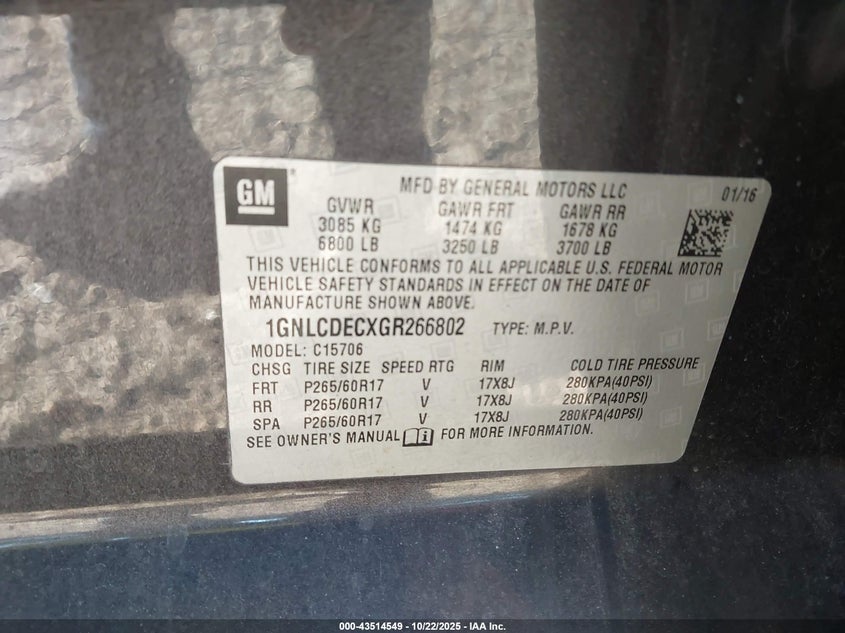 GM
MFD BY GENERAL MOTORS LLC 01/16
GVWR GAWR FRT GAWR RR
3085 KG 1474 KG 1678 KG
6800 LB 3250 LB 3700 LB
THIS VEHICLE CONFORMS TO ALL APPLICABLE U.S. FEDERAL MOTOR
VEHICLE SAFETY STANDARDS IN EFFECT ON THE DATE OF
MANUFACTURE SHOWN ABOVE.
1GNLCDECXGR266802 TYPE: M.P.V.
MODEL: C15706
CHSG TIRE SIZE SPEED RTG RIM COLD TIRE PRESSURE
FRT P265/60R17 V 17X8J 280KPA(40PSI)
RR P265/60R17 V 17X8J 280KPA(40PSI)
SPA P265/60R17 V 17X8J 280KPA(40PSI)
SEE OWNER'S MANUAL FOR MORE INFORMATION.
000-43514549 - 10/22/2025 - IAA Inc.